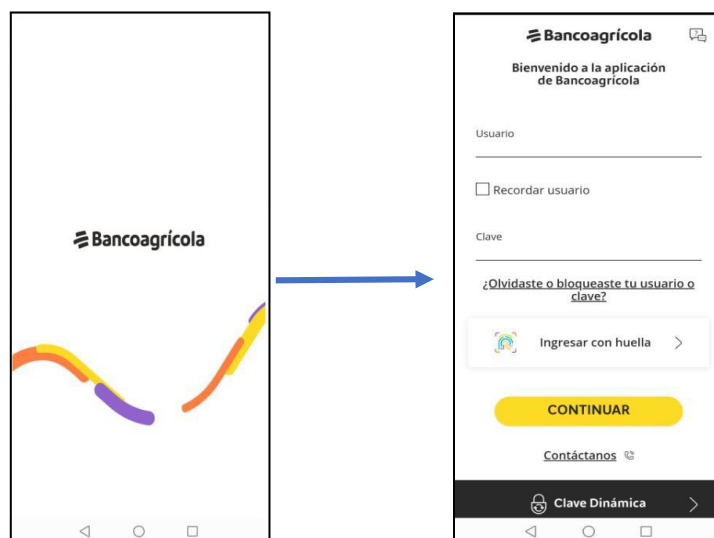 Bancoagrícola
Bancoagrícola
Bienvenido a la aplicación
de Bancoagrícola
Usuario
Recordar usuario
Clave
¿Olvidaste o bloqueaste tu usuario o
clave?
Ingresar con huella
CONTINUAR
Contáctanos
Clave Dinámica